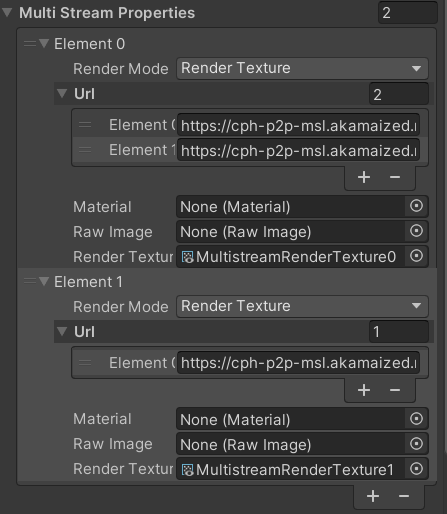 Multi Stream Properties 2
Element 0
Render Mode Render Texture
Url 2
Element 0 https://cph-p2p-msl.akamaized.n
Element 1 https://cph-p2p-msl.akamaized.n
+ −
Material None (Material)
Raw Image None (Raw Image)
Render Textur MultistreamRenderTexture0
Element 1
Render Mode Render Texture
Url 1
Element 0 https://cph-p2p-msl.akamaized.n
+ −
Material None (Material)
Raw Image None (Raw Image)
Render Textur MultistreamRenderTexture1
+ −